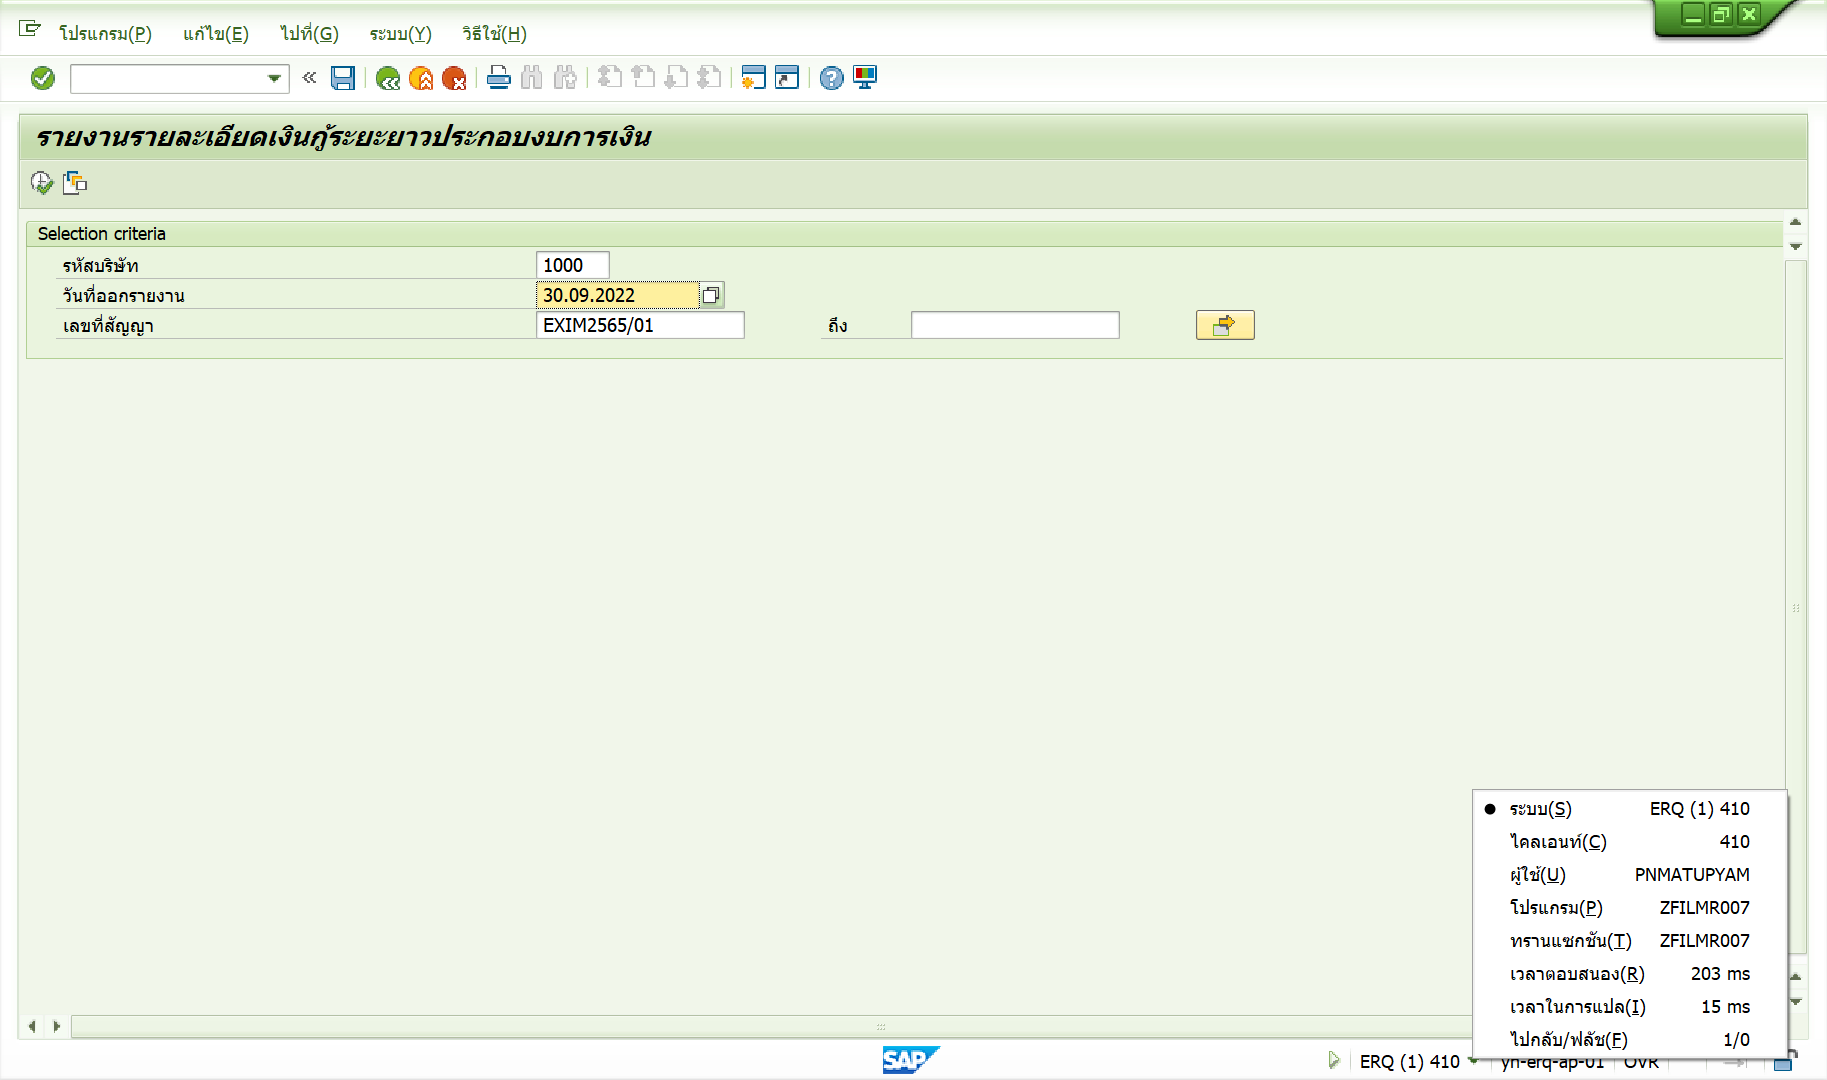 โปรแกรม(P) แก้ไข(E) ไปที่(G) ระบบ(Y) วิธีใช้(H)
รายงานรายละเอียดเงินกู้ระยะยาวประกอบงบการเงิน
Selection criteria
รหัสบริษัท 1000
วันที่ออกรายงาน 30.09.2022
เลขที่สัญญา EXIM2565/01 ถึง
ระบบ(S) ERQ (1) 410
ไคลเอนท์(C) 410
ผู้ใช้(U) PNMATUPYAM
โปรแกรม(P) ZFILMR007
ทรานแซกชัน(T) ZFILMR007
เวลาตอบสนอง(R) 203 ms
เวลาในการแปล(I) 15 ms
ไปกลับ/ฟลัช(F) 1/0
SAP ERQ (1) 410 yh-erq-ap-01 OVR